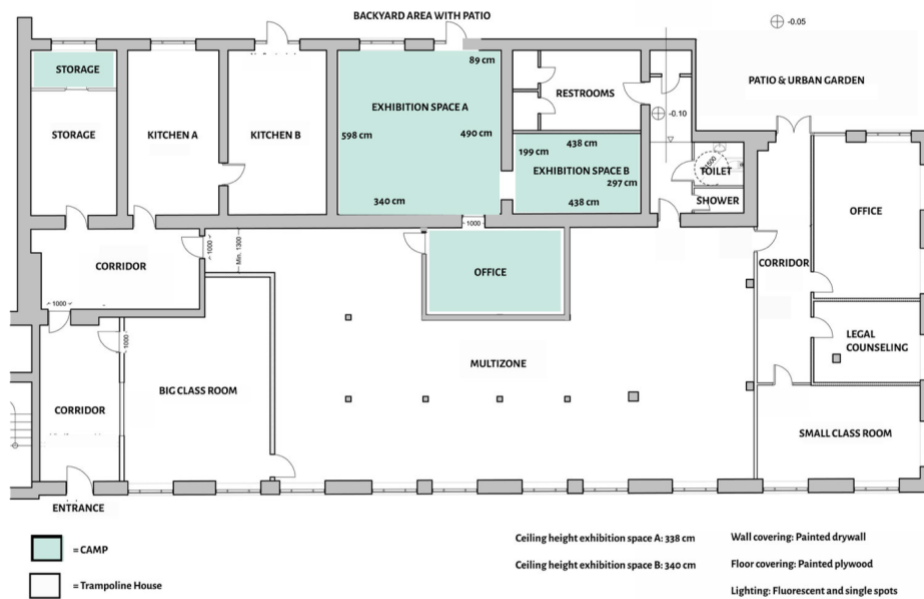 BACKYARD AREA WITH PATIO
-0.05
STORAGE
89 cm
PATIO & URBAN GARDEN
EXHIBITION SPACE A
RESTROOMS
-0.10
STORAGE
KITCHEN A
KITCHEN B
598 cm
490 cm
438 cm
199 cm
EXHIBITION SPACE B
297 cm
1500
TOILET
340 cm
438 cm
SHOWER
OFFICE
1000
1000
Min. 1300
CORRIDOR
OFFICE
CORRIDOR
1000
1000
LEGAL
COUNSELING
MULTIZONE
BIG CLASS ROOM
CORRIDOR
SMALL CLASS ROOM
ENTRANCE
= CAMP
= Trampoline House
Ceiling height exhibition space A: 338 cm
Ceiling height exhibition space B: 340 cm
Wall covering: Painted drywall
Floor covering: Painted plywood
Lighting: Fluorescent and single spots